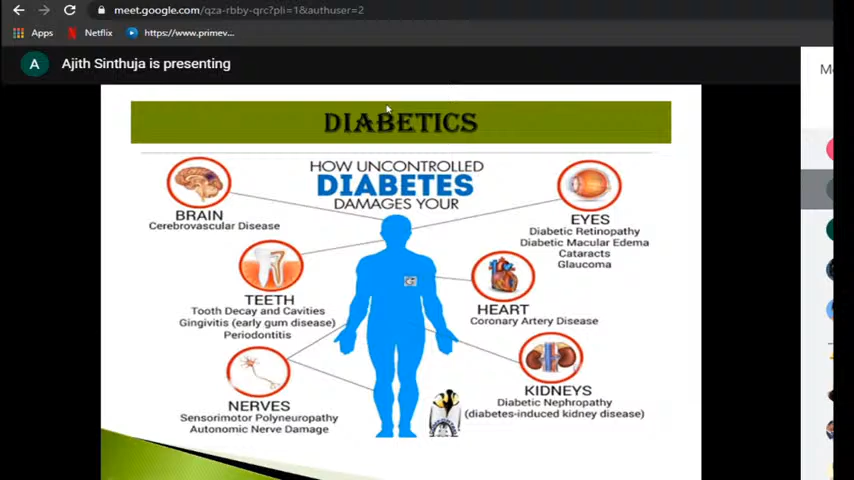 meet.google.com/qza-rbby-qrc?pli=1&authuser=2
Apps
Netflix
https://www.primev...
A
Ajith Sinthuja is presenting
DIABETICS
HOW UNCONTROLLED
DIABETES
DAMAGES YOUR
BRAIN
Cerebrovascular Disease
EYES
Diabetic Retinopathy
Diabetic Macular Edema
Cataracts
Glaucoma
TEETH
Tooth Decay and Cavities
Gingivitis (early gum disease)
Periodontitis
HEART
Coronary Artery Disease
NERVES
Sensorimotor Polyneuropathy
Autonomic Nerve Damage
KIDNEYS
Diabetic Nephropathy
(diabetes-induced kidney disease)